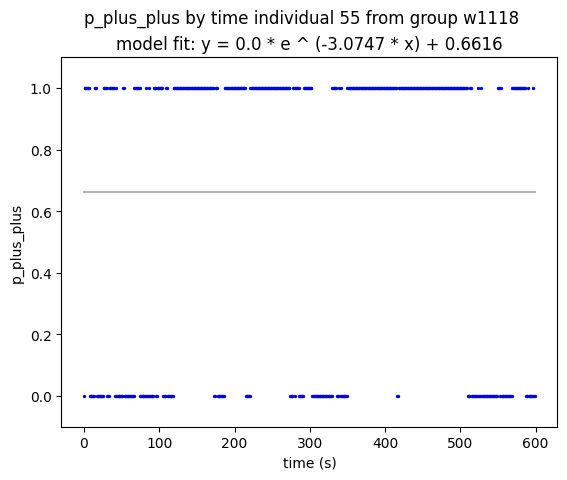 p_plus_plus by time individual 55 from group w1118
model fit: y = 0.0 * e ^ (-3.0747 * x) + 0.6616
1.0
0.8
0.6
0.4
0.2
0.0
p_plus_plus
0 100 200 300 400 500 600
time (s)